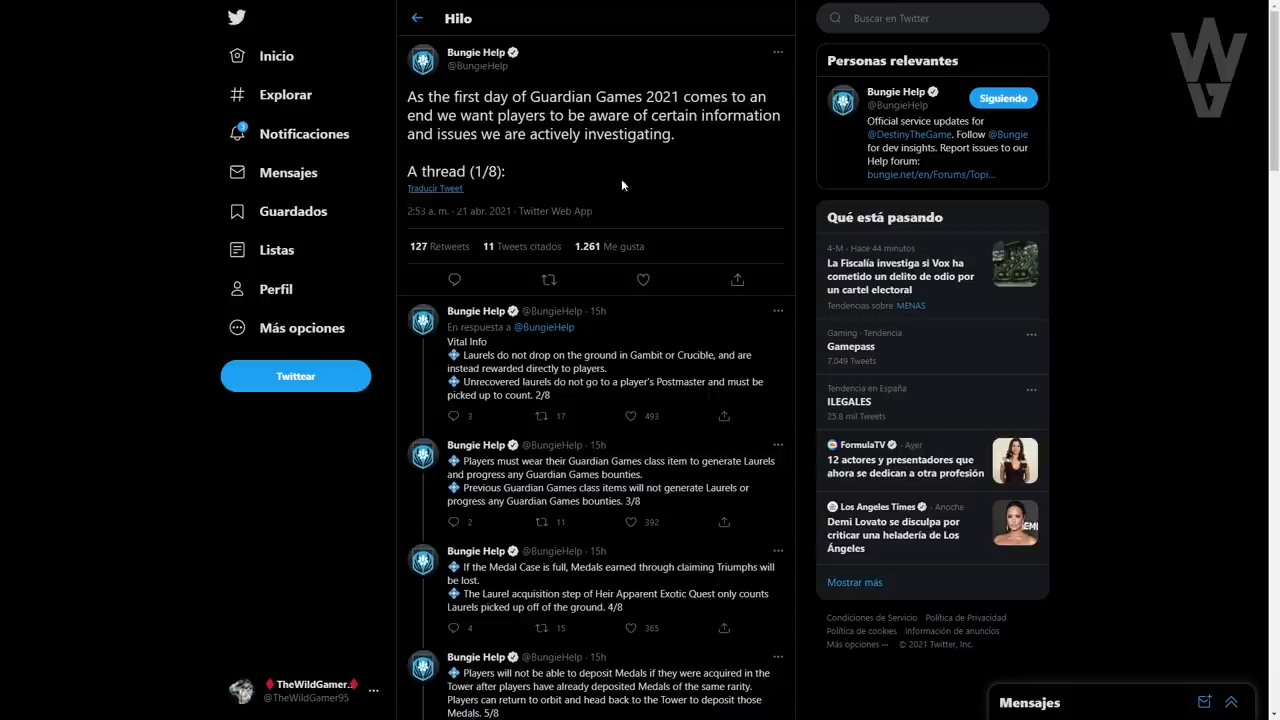 Inicio
Explorar
3
Notificaciones
Mensajes
Guardados
Listas
Perfil
Más opciones
Twittear
TheWildGamer..
@TheWildGamer95
Hilo
Bungie Help
@BungieHelp
As the first day of Guardian Games 2021 comes to an
end we want players to be aware of certain information
and issues we are actively investigating.
A thread (1/8):
Traducir Tweet
2:53 a. m. · 21 abr. 2021 · Twitter Web App
127 Retweets 11 Tweets citados 1.261 Me gusta
Bungie Help @BungieHelp · 15h
En respuesta a @BungieHelp
Vital Info
💠 Laurels do not drop on the ground in Gambit or Crucible, and are
instead rewarded directly to players.
💠 Unrecovered laurels do not go to a player's Postmaster and must be
picked up to count. 2/8
3 17 493
Bungie Help @BungieHelp · 15h
💠 Players must wear their Guardian Games class item to generate Laurels
and progress any Guardian Games bounties.
💠 Previous Guardian Games class items will not generate Laurels or
progress any Guardian Games bounties. 3/8
2 11 392
Bungie Help @BungieHelp · 15h
💠 If the Medal Case is full, Medals earned through claiming Triumphs will
be lost.
💠 The Laurel acquisition step of Heir Apparent Exotic Quest only counts
Laurels picked up off of the ground. 4/8
4 15 365
Bungie Help @BungieHelp · 15h
💠 Players will not be able to deposit Medals if they were acquired in the
Tower after players have already deposited Medals of the same rarity.
Players can return to orbit and head back to the Tower to deposit those
Medals. 5/8
Buscar en Twitter
Personas relevantes
Bungie Help
@BungieHelp
Siguiendo
Official service updates for
@DestinyTheGame. Follow @Bungie
for dev insights. Report issues to our
Help forum:
bungie.net/en/Forums/Topi...
Qué está pasando
4-M · Hace 44 minutos
La Fiscalía investiga si Vox ha
cometido un delito de odio por
un cartel electoral
Tendencias sobre MENAS
Gaming · Tendencia
Gamepass
7.049 Tweets
Tendencia en España
ILEGALES
25,8 mil Tweets
FormulaTV · Ayer
12 actores y presentadores que
ahora se dedican a otra profesión
Los Angeles Times · Anoche
Demi Lovato se disculpa por
criticar una heladería de Los
Ángeles
Mostrar más
Condiciones de Servicio Política de Privacidad
Política de cookies Información de anuncios
Más opciones ··· © 2021 Twitter, Inc.
Mensajes
WG